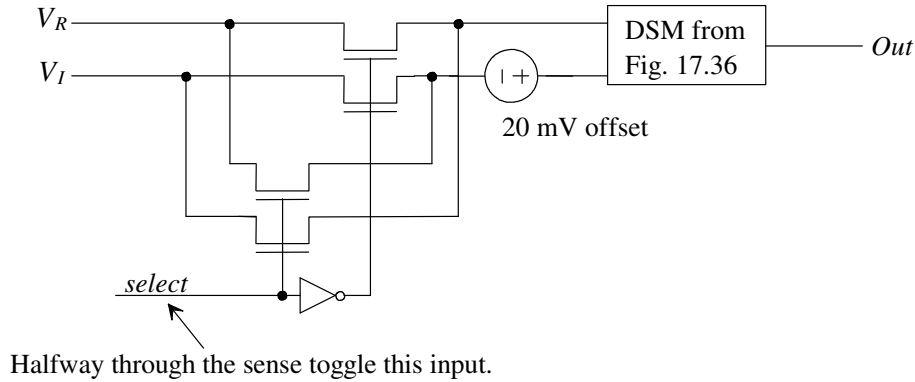 V_R
DSM from
Fig. 17.36
Out
V_I
20 mV offset
select
Halfway through the sense toggle this input.